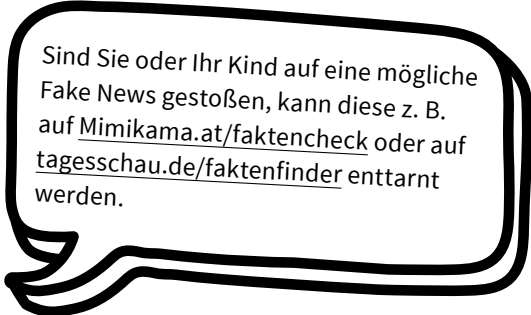 Sind Sie oder Ihr Kind auf eine mögliche
Fake News gestoßen, kann diese z. B.
auf Mimikama.at/faktencheck oder auf
tagesschau.de/faktenfinder enttarnt
werden.